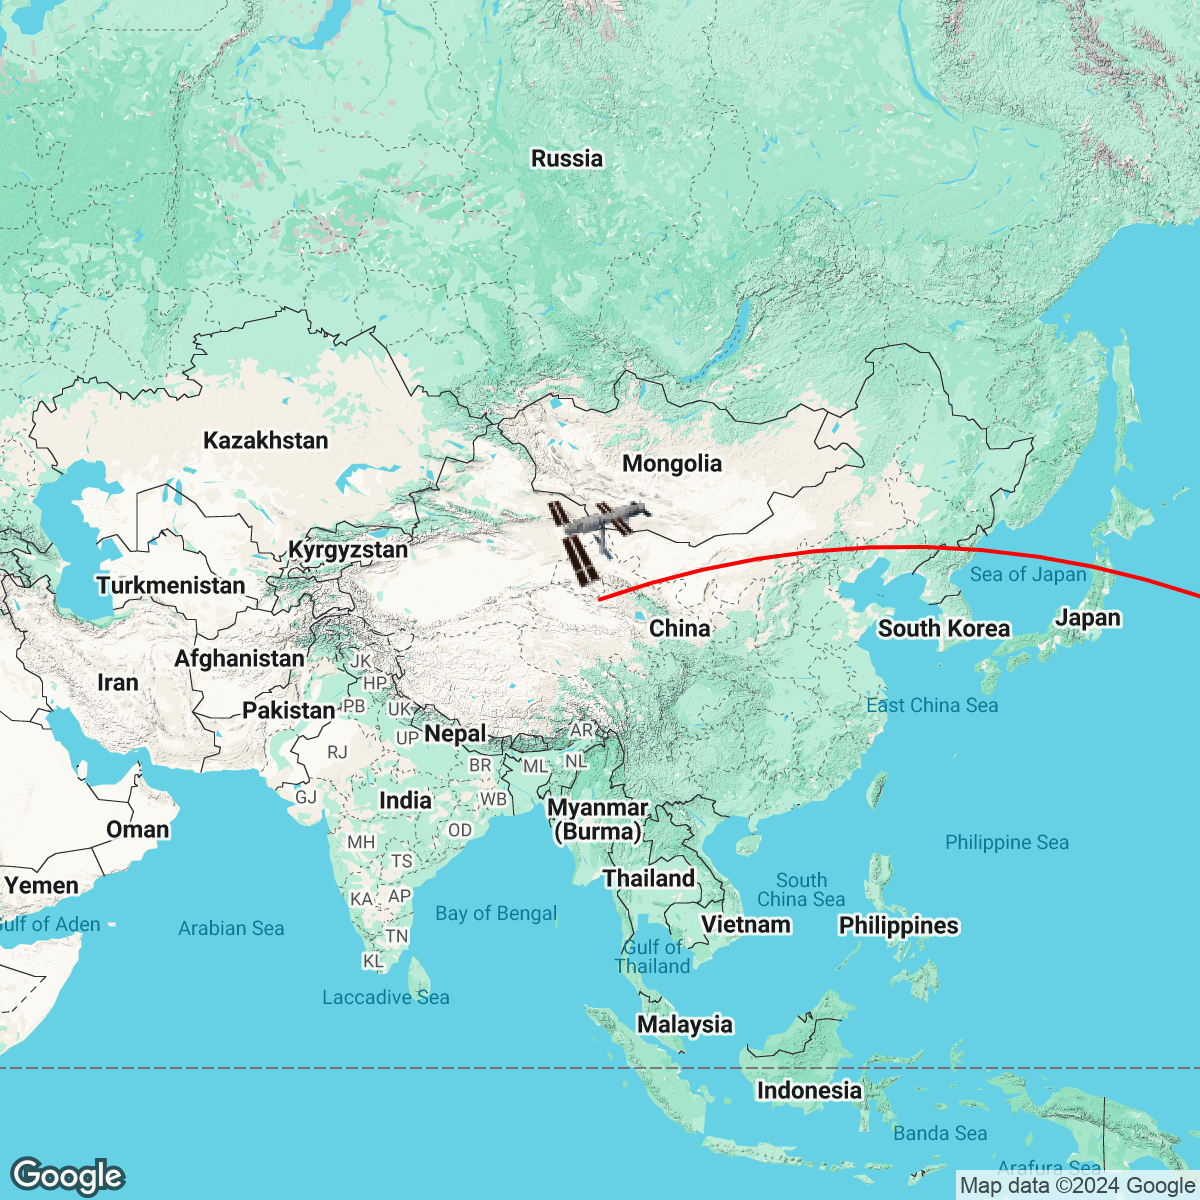 Russia
Kazakhstan
Mongolia
Kyrgyzstan
Sea of Japan
Turkmenistan
Japan
China
South Korea
Afghanistan
JK
Iran
HP
Pakistan
PB
UK
East China Sea
Nepal
AR
UP
RJ
BR
ML
NL
GJ
India
WB
Myanmar
(Burma)
Oman
OD
MH
Philippine Sea
TS
Thailand
South
China Sea
Yemen
KA
AP
Bay of Bengal
Gulf of Aden
Arabian Sea
Vietnam
Philippines
TN
Gulf of
Thailand
KL
Laccadive Sea
Malaysia
Indonesia
Banda Sea
Arafura Sea
Google
Map data ©2024 Google